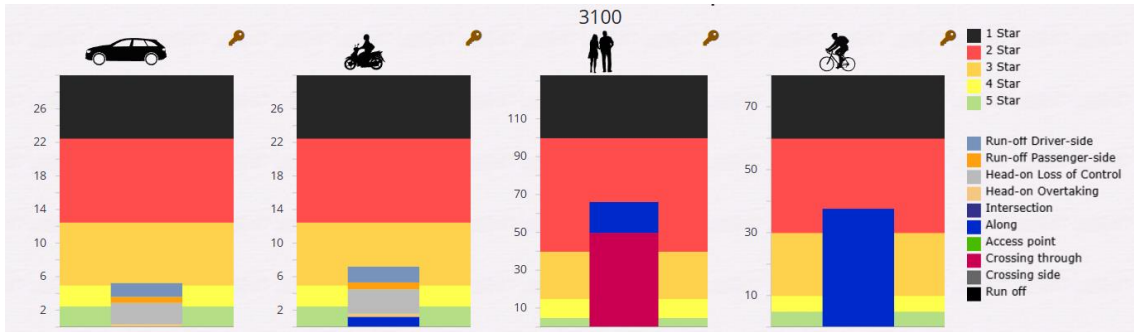 3100
26
22
18
14
10
6
2
26
22
18
14
10
6
2
110
90
70
50
30
10
70
50
30
10
1 Star
2 Star
3 Star
4 Star
5 Star
Run-off Driver-side
Run-off Passenger-side
Head-on Loss of Control
Head-on Overtaking
Intersection
Along
Access point
Crossing through
Crossing side
Run off